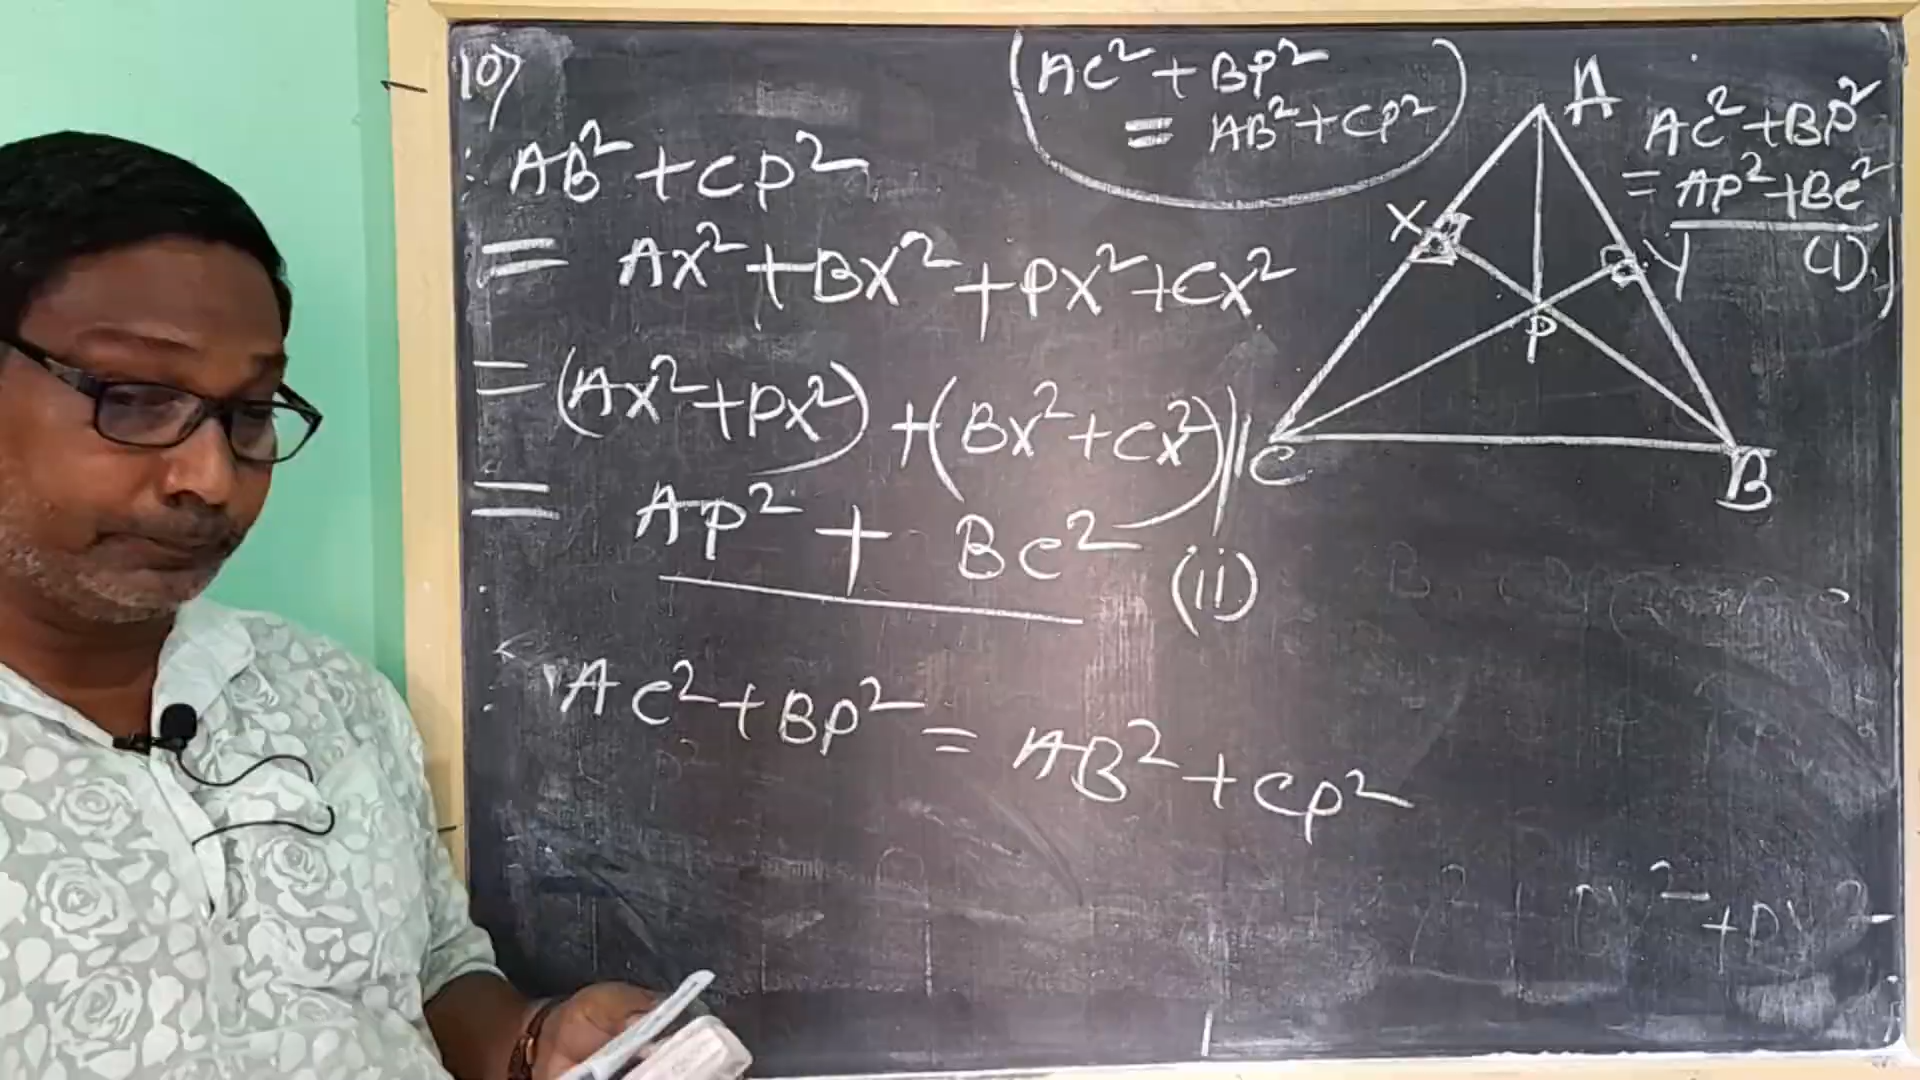 10)
AB² + CP²
= AX² + BX² + PX² + CX²
= (AX² + PX²) + (BX² + CX²)
= AP² + BC² (ii)
∴ AC² + BP² = AB² + CP²
(AC² + BP²
= AB² + CP²)
A
X
Y
P
C
B
AC² + BP²
= AP² + BC²
(i)